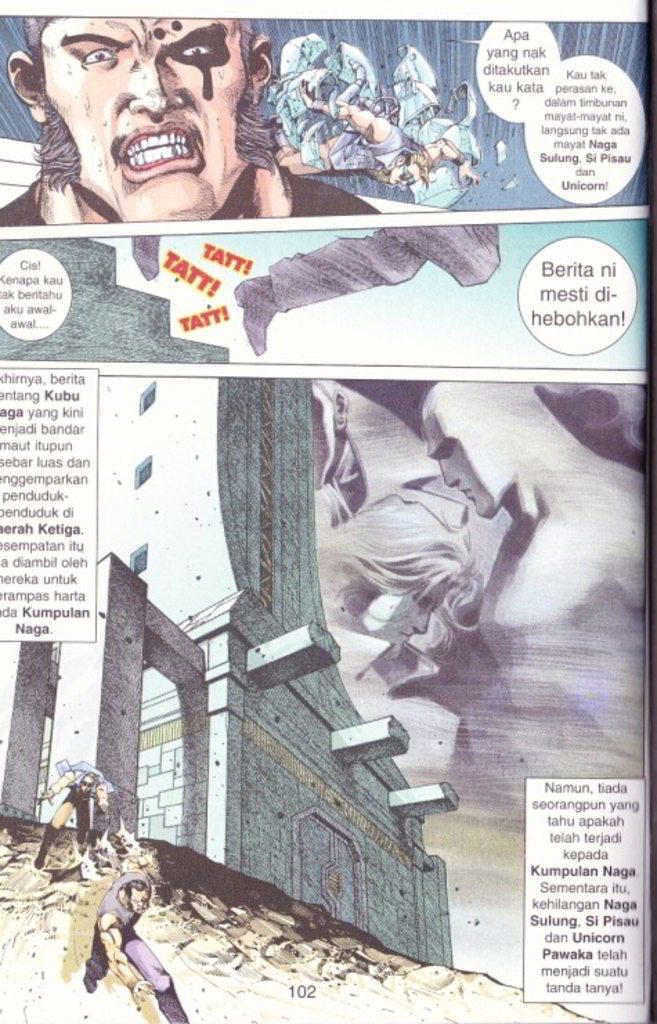 Apa
yang nak
ditakutkan
kau kata
?
Kau tak
perasan ke,
dalam timbunan
mayat-mayat ni,
langsung tak ada
mayat Naga
Sulung, Si Pisau
dan
Unicorn!
Cis!
Kenapa kau
tak beritahu
aku awal-
awal....
TATT!
TATT!
TATT!
Berita ni
mesti di-
hebohkan!
khirnya, berita
entang Kubu
aga yang kini
enjadi bandar
maut itupun
sebar luas dan
enggemparkan
penduduk-
penduduk di
aerah Ketiga.
esempatan itu
a diambil oleh
mereka untuk
erampas harta
nda Kumpulan
Naga.
Namun, tiada
seorangpun yang
tahu apakah
telah terjadi
kepada
Kumpulan Naga.
Sementara itu,
kehilangan Naga
Sulung, Si Pisau
dan Unicorn
Pawaka telah
menjadi suatu
tanda tanya!
102